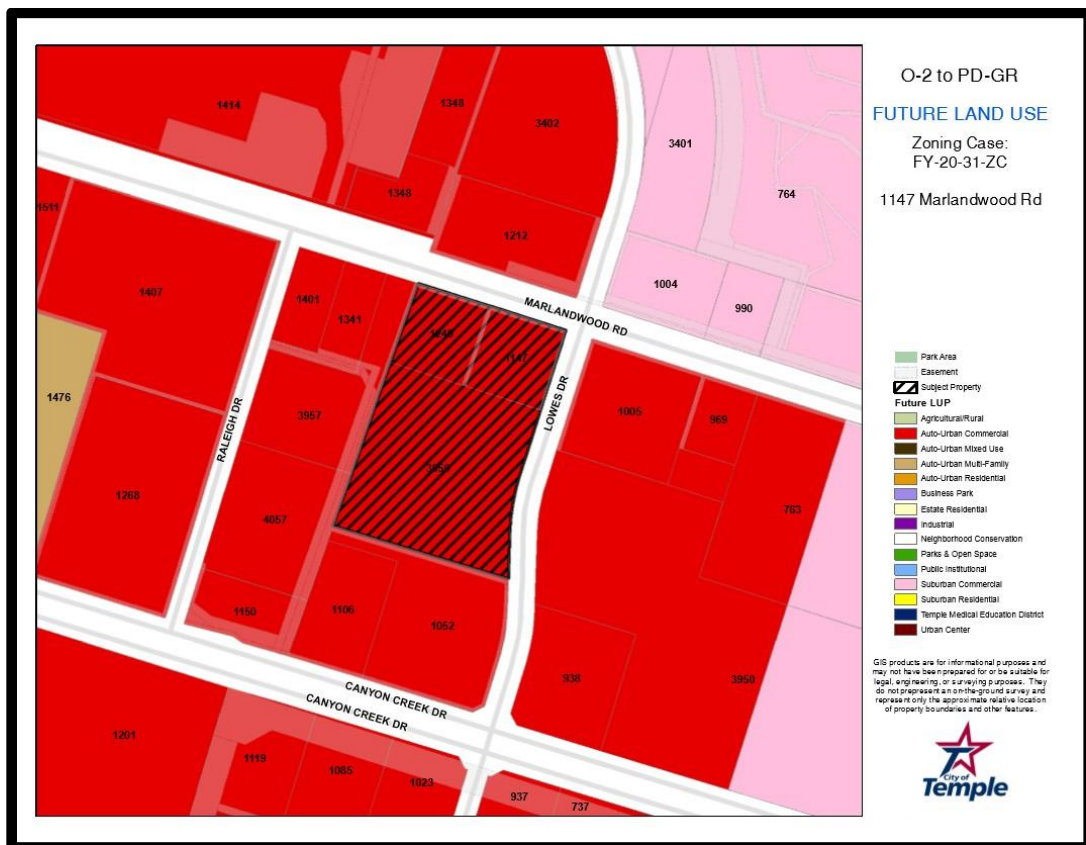 O-2 to PD-GR
FUTURE LAND USE
Zoning Case:
FY-20-31-ZC
1147 Marlandwood Rd
Park Area
Easement
Subject Property
Future LUP
Agricultural/Rural
Auto-Urban Commercial
Auto-Urban Mixed Use
Auto-Urban Multi-Family
Auto-Urban Residential
Business Park
Estate Residential
Industrial
Neighborhood Conservation
Parks & Open Space
Public Institutional
Suburban Commercial
Suburban Residential
Temple Medical Education District
Urban Center
GIS products are for informational purposes and
may not have been prepared for or be suitable for
legal, engineering, or surveying purposes. They
do not prepresent an on-the-ground survey and
represent only the approximate relative location
of property boundaries and other features.
City of
Temple
1414
1348
3402
3401
764
1348
1511
1212
1004
990
1407
1401
1341
MARLANDWOOD RD
1147
1476
RALEIGH DR
3957
LOWES DR
1005
969
1268
4057
763
1150
1106
1052
938
3950
CANYON CREEK DR
CANYON CREEK DR
1201
1119
1085
1023
937
737